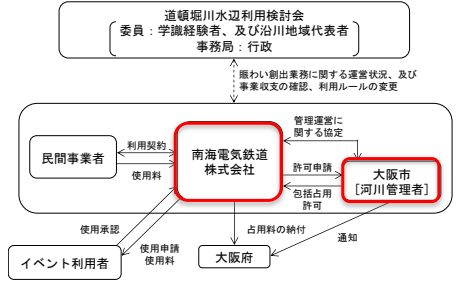 道頓堀川水辺利用検討会
委員:学識経験者、及び沿川地域代表者
事務局:行政
賑わい創出業務に関する運営状況、及び
事業収支の確認、利用ルールの変更
管理運営に
関する協定
民間事業者
利用契約
使用料
南海電気鉄道
株式会社
許可申請
包括占用
許可
大阪市
[河川管理者]
使用承認
使用申請
使用料
占用料の納付
通知
イベント利用者
大阪府